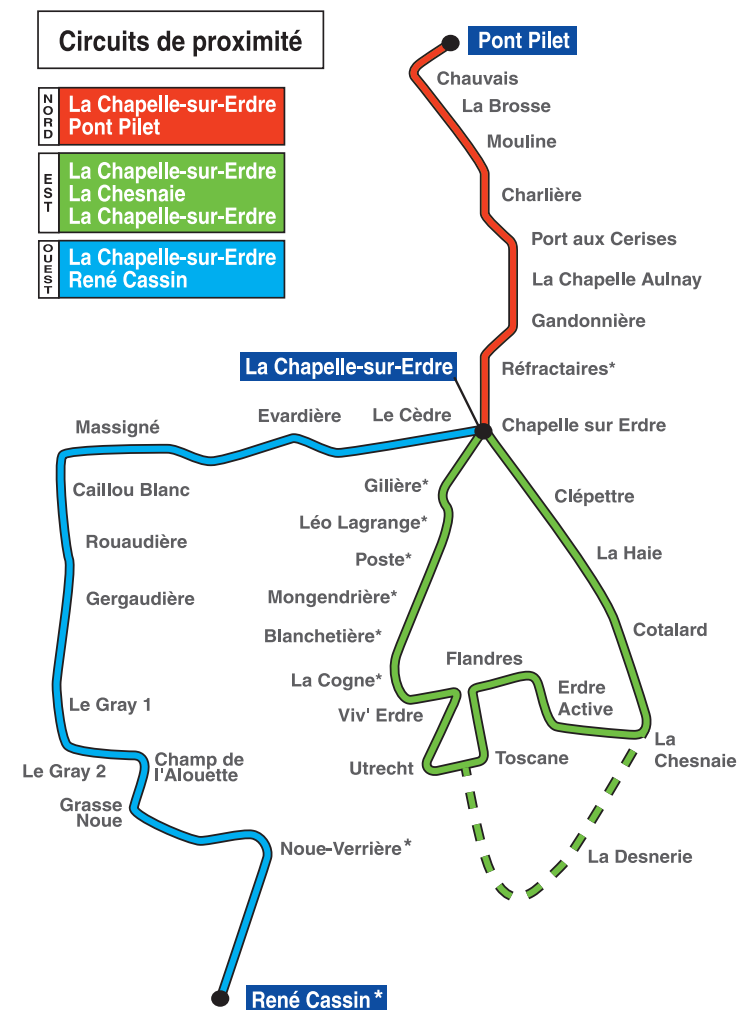 Circuits de proximité
NORD
La Chapelle-sur-Erdre
Pont Pilet
EST
La Chapelle-sur-Erdre
La Chesnaie
La Chapelle-sur-Erdre
OUEST
La Chapelle-sur-Erdre
René Cassin
Pont Pilet
Chauvais
La Brosse
Mouline
Charlière
Port aux Cerises
La Chapelle Aulnay
Gandonnière
Réfractaires*
La Chapelle-sur-Erdre
Chapelle sur Erdre
Le Cèdre
Evardière
Massigné
Caillou Blanc
Rouaudière
Gergaudière
Le Gray 1
Le Gray 2
Champ de
l'Alouette
Grasse
Noue
Noue-Verrière*
René Cassin*
Gilière*
Léo Lagrange*
Poste*
Mongendrière*
Blanchetière*
La Cogne*
Viv' Erdre
Utrecht
Toscane
Flandres
Erdre
Active
La
Chesnaie
Cotalard
La Haie
Clépettre
La Desnerie